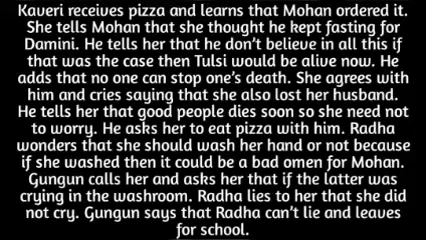 Kaveri receives pizza and learns that Mohan ordered it.
She tells Mohan that she thought he kept fasting for
Damini. He tells her that he don't believe in all this if
that was the case then Tulsi would be alive now. He
adds that no one can stop one's death. She agrees with
him and cries saying that she also lost her husband.
He tells her that good people dies soon so she need not
to worry. He asks her to eat pizza with him. Radha
wonders that she should wash her hand or not because
if she washed then it could be a bad omen for Mohan.
Gungun calls her and asks her that if the latter was
crying in the washroom. Radha lies to her that she did
not cry. Gungun says that Radha can't lie and leaves
for school.